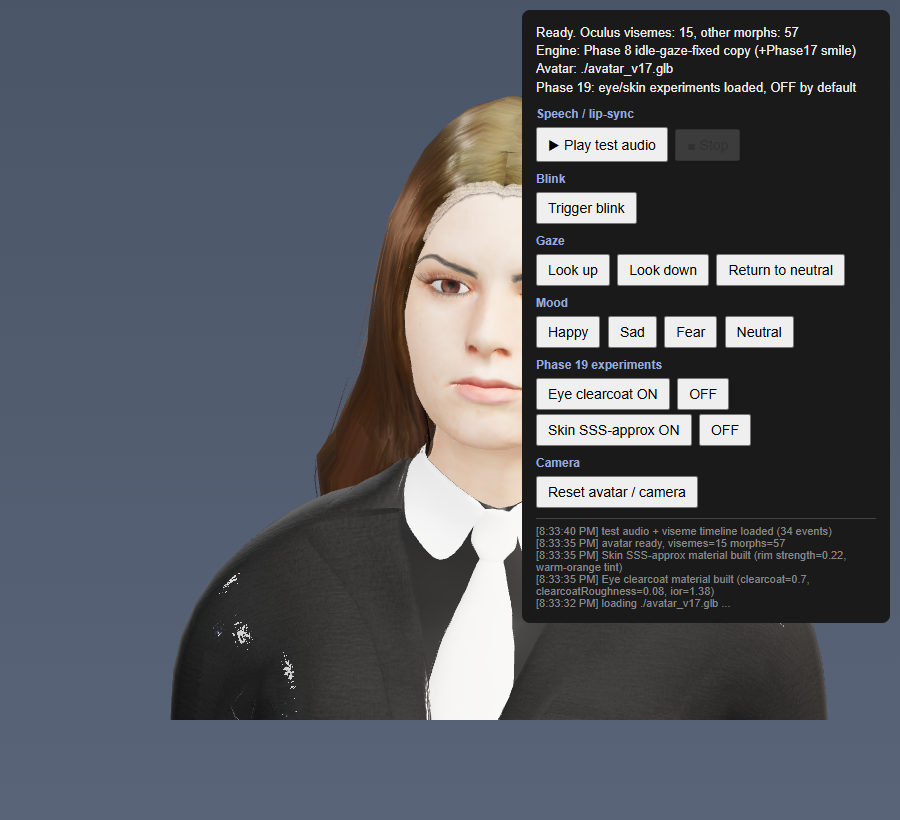 Ready. Oculus visemes: 15, other morphs: 57
Engine: Phase 8 idle-gaze-fixed copy (+Phase17 smile)
Avatar: ./avatar_v17.glb
Phase 19: eye/skin experiments loaded, OFF by default
Speech / lip-sync
▶ Play test audio ■ Stop
Blink
Trigger blink
Gaze
Look up Look down Return to neutral
Mood
Happy Sad Fear Neutral
Phase 19 experiments
Eye clearcoat ON OFF
Skin SSS-approx ON OFF
Camera
Reset avatar / camera
[8:33:40 PM] test audio + viseme timeline loaded (34 events)
[8:33:35 PM] avatar ready, visemes=15 morphs=57
[8:33:35 PM] Skin SSS-approx material built (rim strength=0.22,
warm-orange tint)
[8:33:35 PM] Eye clearcoat material built (clearcoat=0.7,
clearcoatRoughness=0.08, ior=1.38)
[8:33:32 PM] loading ./avatar_v17.glb ...